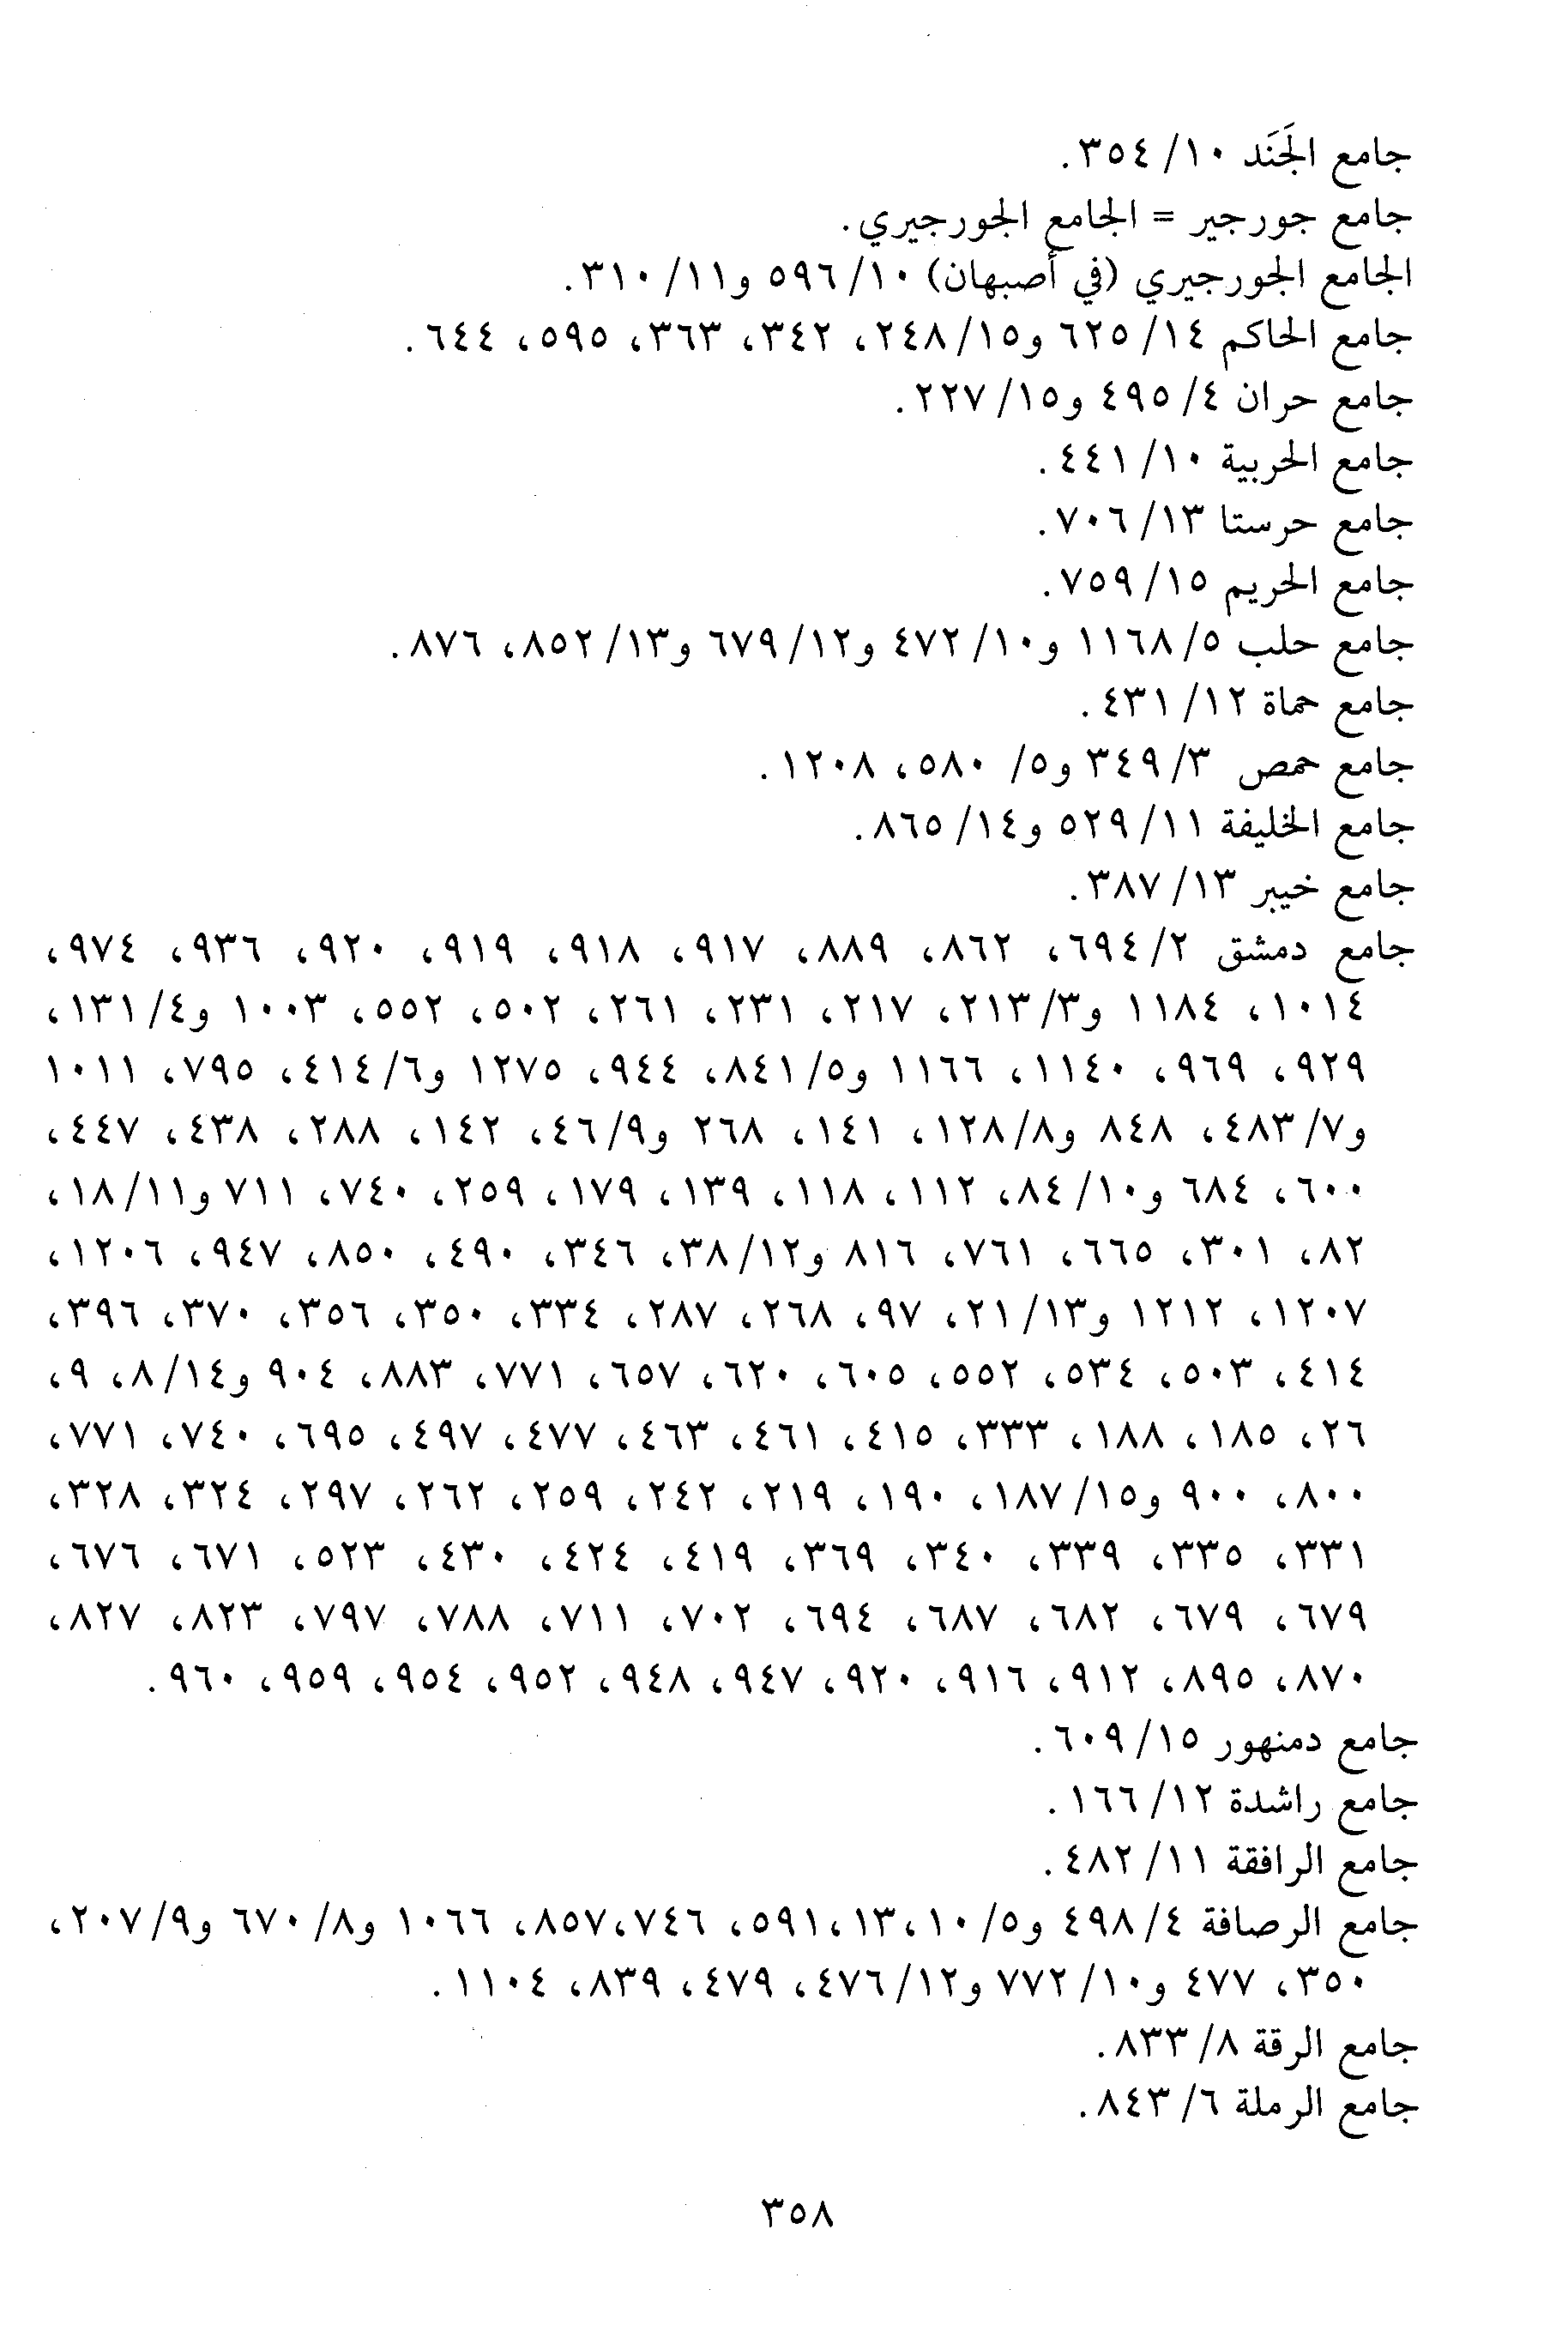 جامع الجَنَد ١٠/ ٣٥٤.
جامع جورجير = الجامع الجورجيري.
الجامع الجورجيري (في أصبهان) ١٠/ ٥٩٦ و١١/ ٣١٠.
جامع الحاكم ١٤/ ٦٢٥ و١٥/ ٢٤٨، ٣٤٢، ٣٦٣، ٥٩٥، ٦٤٤.
جامع حران ٤/ ٤٩٥ و١٥/ ٢٢٧.
جامع الحربية ١٠/ ٤٤١.
جامع حرستا ١٣/ ٧٠٦.
جامع الحريم ١٥/ ٧٥٩.
جامع حلب ٥/ ١١٦٨ و١٠/ ٤٧٢ و١٢/ ٦٧٩ و١٣/ ٨٥٢، ٨٧٦.
جامع حماة ١٢/ ٤٣١.
جامع حمص ٣/ ٣٤٩ و٥/ ٥٨٠، ١٢٠٨.
جامع الخليفة ١١/ ٥٢٩ و١٤/ ٨٦٥.
جامع خيبر ١٣/ ٣٨٧.
جامع دمشق ٢/ ٦٩٤، ٨٦٢، ٨٨٩، ٩١٧، ٩١٨، ٩١٩، ٩٢٠، ٩٣٦، ٩٧٤،
١٠١٤، ١١٨٤ و٣/ ٢١٣، ٢١٧، ٢٣١، ٢٦١، ٥٠٢، ٥٥٢، ١٠٠٣ و٤/ ١٣١،
٩٢٩، ٩٦٩، ١١٤٠، ١١٦٦ و٥/ ٨٤١، ٩٤٤، ١٢٧٥ و٦/ ٤١٤، ٧٩٥، ١٠١١
و٧/ ٤٨٣، ٨٤٨ و٨/ ١٢٨، ١٤١، ٢٦٨ و٩/ ٤٦، ١٤٢، ٢٨٨، ٤٣٨، ٤٤٧،
٦٠٠، ٦٨٤ و١٠/ ٨٤، ١١٢، ١١٨، ١٣٩، ١٧٩، ٢٥٩، ٧٤٠، ٧١١ و١١/ ١٨،
٨٢، ٣٠١، ٦٦٥، ٧٦١، ٨١٦ و١٢/ ٣٨، ٣٤٦، ٤٩٠، ٨٥٠، ٩٤٧، ١٢٠٦،
١٢٠٧، ١٢١٢ و١٣/ ٢١، ٩٧، ٢٦٨، ٢٨٧، ٣٣٤، ٣٥٠، ٣٥٦، ٣٧٠، ٣٩٦،
٤١٤، ٥٠٣، ٥٣٤، ٥٥٢، ٦٠٥، ٦٢٠، ٦٥٧، ٧٧١، ٨٨٣، ٩٠٤ و١٤/ ٨، ٩،
٢٦، ١٨٥، ١٨٨، ٣٣٣، ٤١٥، ٤٦١، ٤٦٣، ٤٧٧، ٤٩٧، ٦٩٥، ٧٤٠، ٧٧١،
٨٠٠، ٩٠٠ و١٥/ ١٨٧، ١٩٠، ٢١٩، ٢٤٢، ٢٥٩، ٢٦٢، ٢٩٧، ٣٢٤، ٣٢٨،
٣٣١، ٣٣٥، ٣٣٩، ٣٤٠، ٣٦٩، ٤١٩، ٤٢٤، ٤٣٠، ٥٢٣، ٦٧١، ٦٧٦،
٦٧٩، ٦٧٩، ٦٨٢، ٦٨٧، ٦٩٤، ٧٠٢، ٧١١، ٧٨٨، ٧٩٧، ٨٢٣، ٨٢٧،
٨٧٠، ٨٩٥، ٩١٢، ٩١٦، ٩٢٠، ٩٤٧، ٩٤٨، ٩٥٢، ٩٥٤، ٩٥٩، ٩٦٠.
جامع دمنهور ١٥/ ٦٠٩.
جامع راشدة ١٢/ ١٦٦.
جامع الرافقة ١١/ ٤٨٢.
جامع الرصافة ٤/ ٤٩٨ و٥/ ١٠،١٣،٥٩١، ٧٤٦،٨٥٧، ١٠٦٦ و٨/ ٦٧٠ و٩/ ٢٠٧،
٣٥٠، ٤٧٧ و١٠/ ٧٧٢ و١٢/ ٤٧٦، ٤٧٩، ٨٣٩، ١١٠٤.
جامع الرقة ٨/ ٨٣٣.
جامع الرملة ٦/ ٨٤٣.
٣٥٨